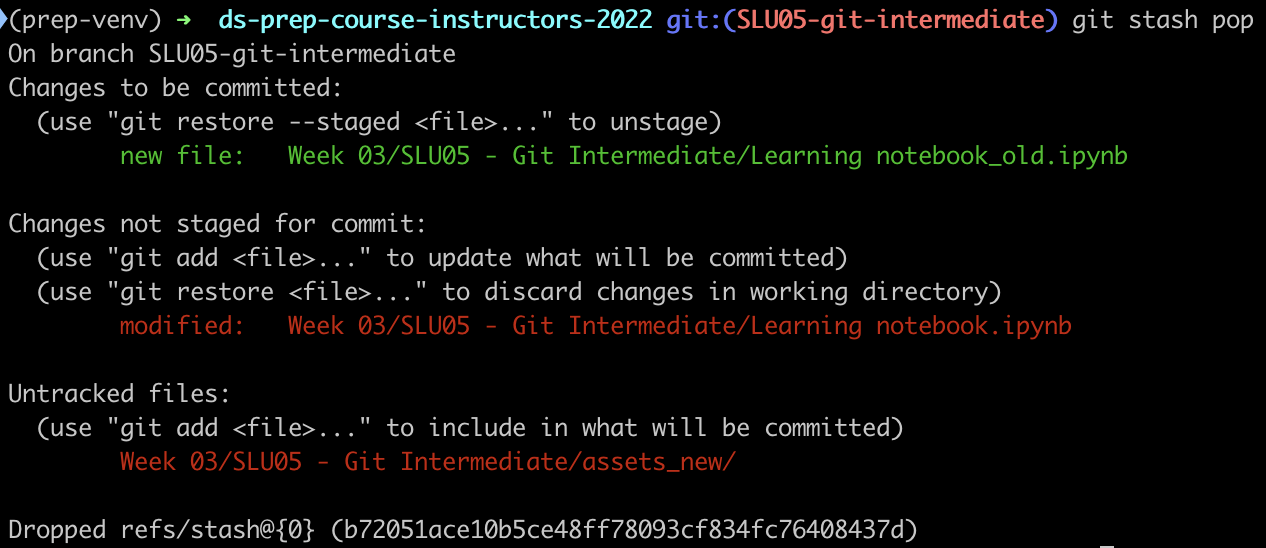 (prep-venv) ➜  ds-prep-course-instructors-2022 git:(SLU05-git-intermediate) git stash pop
On branch SLU05-git-intermediate
Changes to be committed:
  (use "git restore --staged <file>..." to unstage)
        new file:   Week 03/SLU05 - Git Intermediate/Learning notebook_old.ipynb

Changes not staged for commit:
  (use "git add <file>..." to update what will be committed)
  (use "git restore <file>..." to discard changes in working directory)
        modified:   Week 03/SLU05 - Git Intermediate/Learning notebook.ipynb

Untracked files:
  (use "git add <file>..." to include in what will be committed)
        Week 03/SLU05 - Git Intermediate/assets_new/

Dropped refs/stash@{0} (b72051ace10b5ce48ff78093cf834fc76408437d)